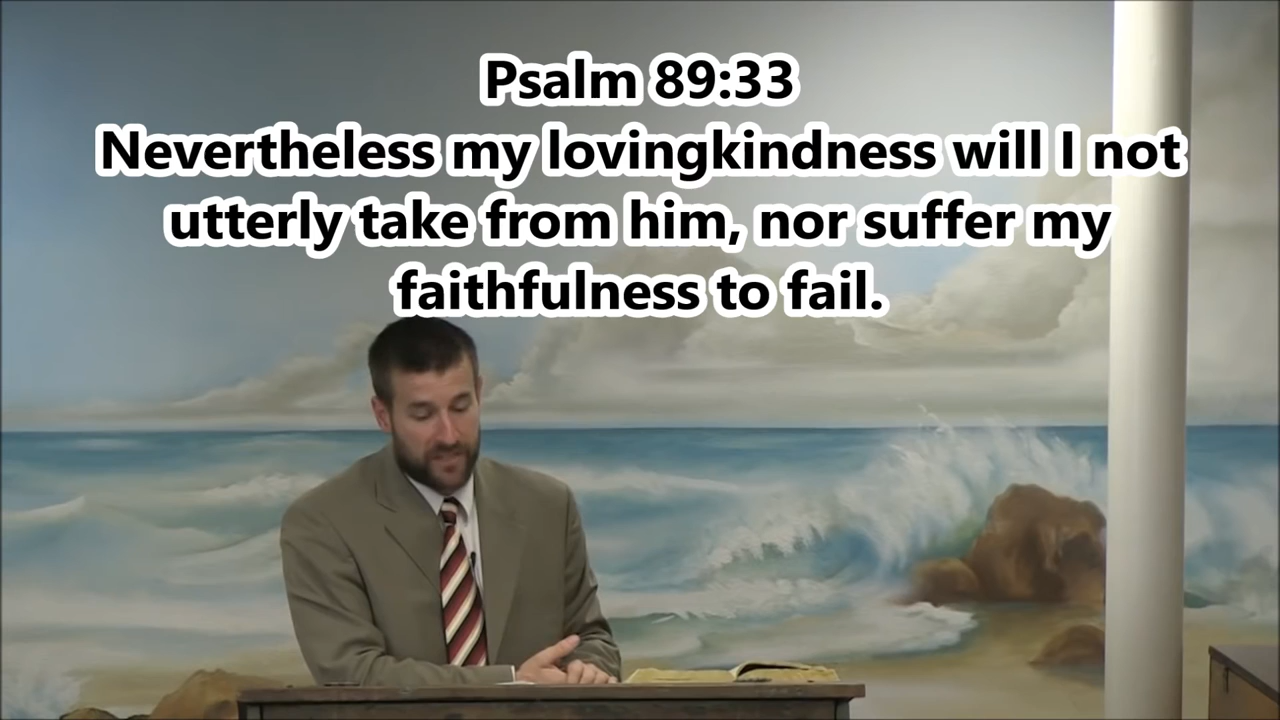 Psalm 89:33
Nevertheless my lovingkindness will I not
utterly take from him, nor suffer my
faithfulness to fail.